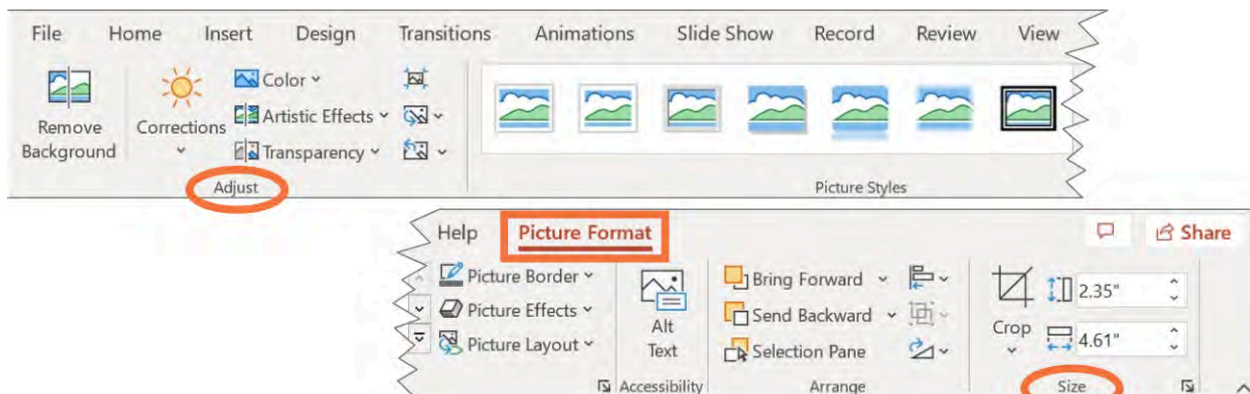 File Home Insert Design Transitions Animations Slide Show Record Review View
Remove Background
Corrections
Color
Artistic Effects
Transparency
Adjust
Picture Styles
Help Picture Format Share
Picture Border
Picture Effects
Picture Layout
Alt Text
Accessibility
Bring Forward
Send Backward
Selection Pane
Arrange
Crop
2.35"
4.61"
Size